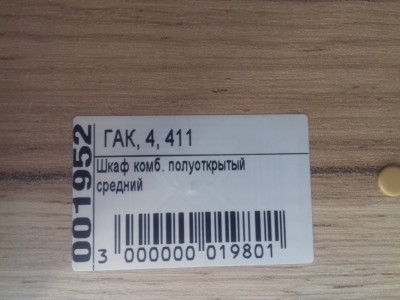 001952
ГАК, 4, 411
Шкаф комб. полуоткрытый
средний
3 000000 019801